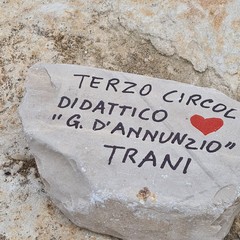 TERZO CIRCOL
DIDATTICO
"G. D'ANNUNZIO"
TRANI